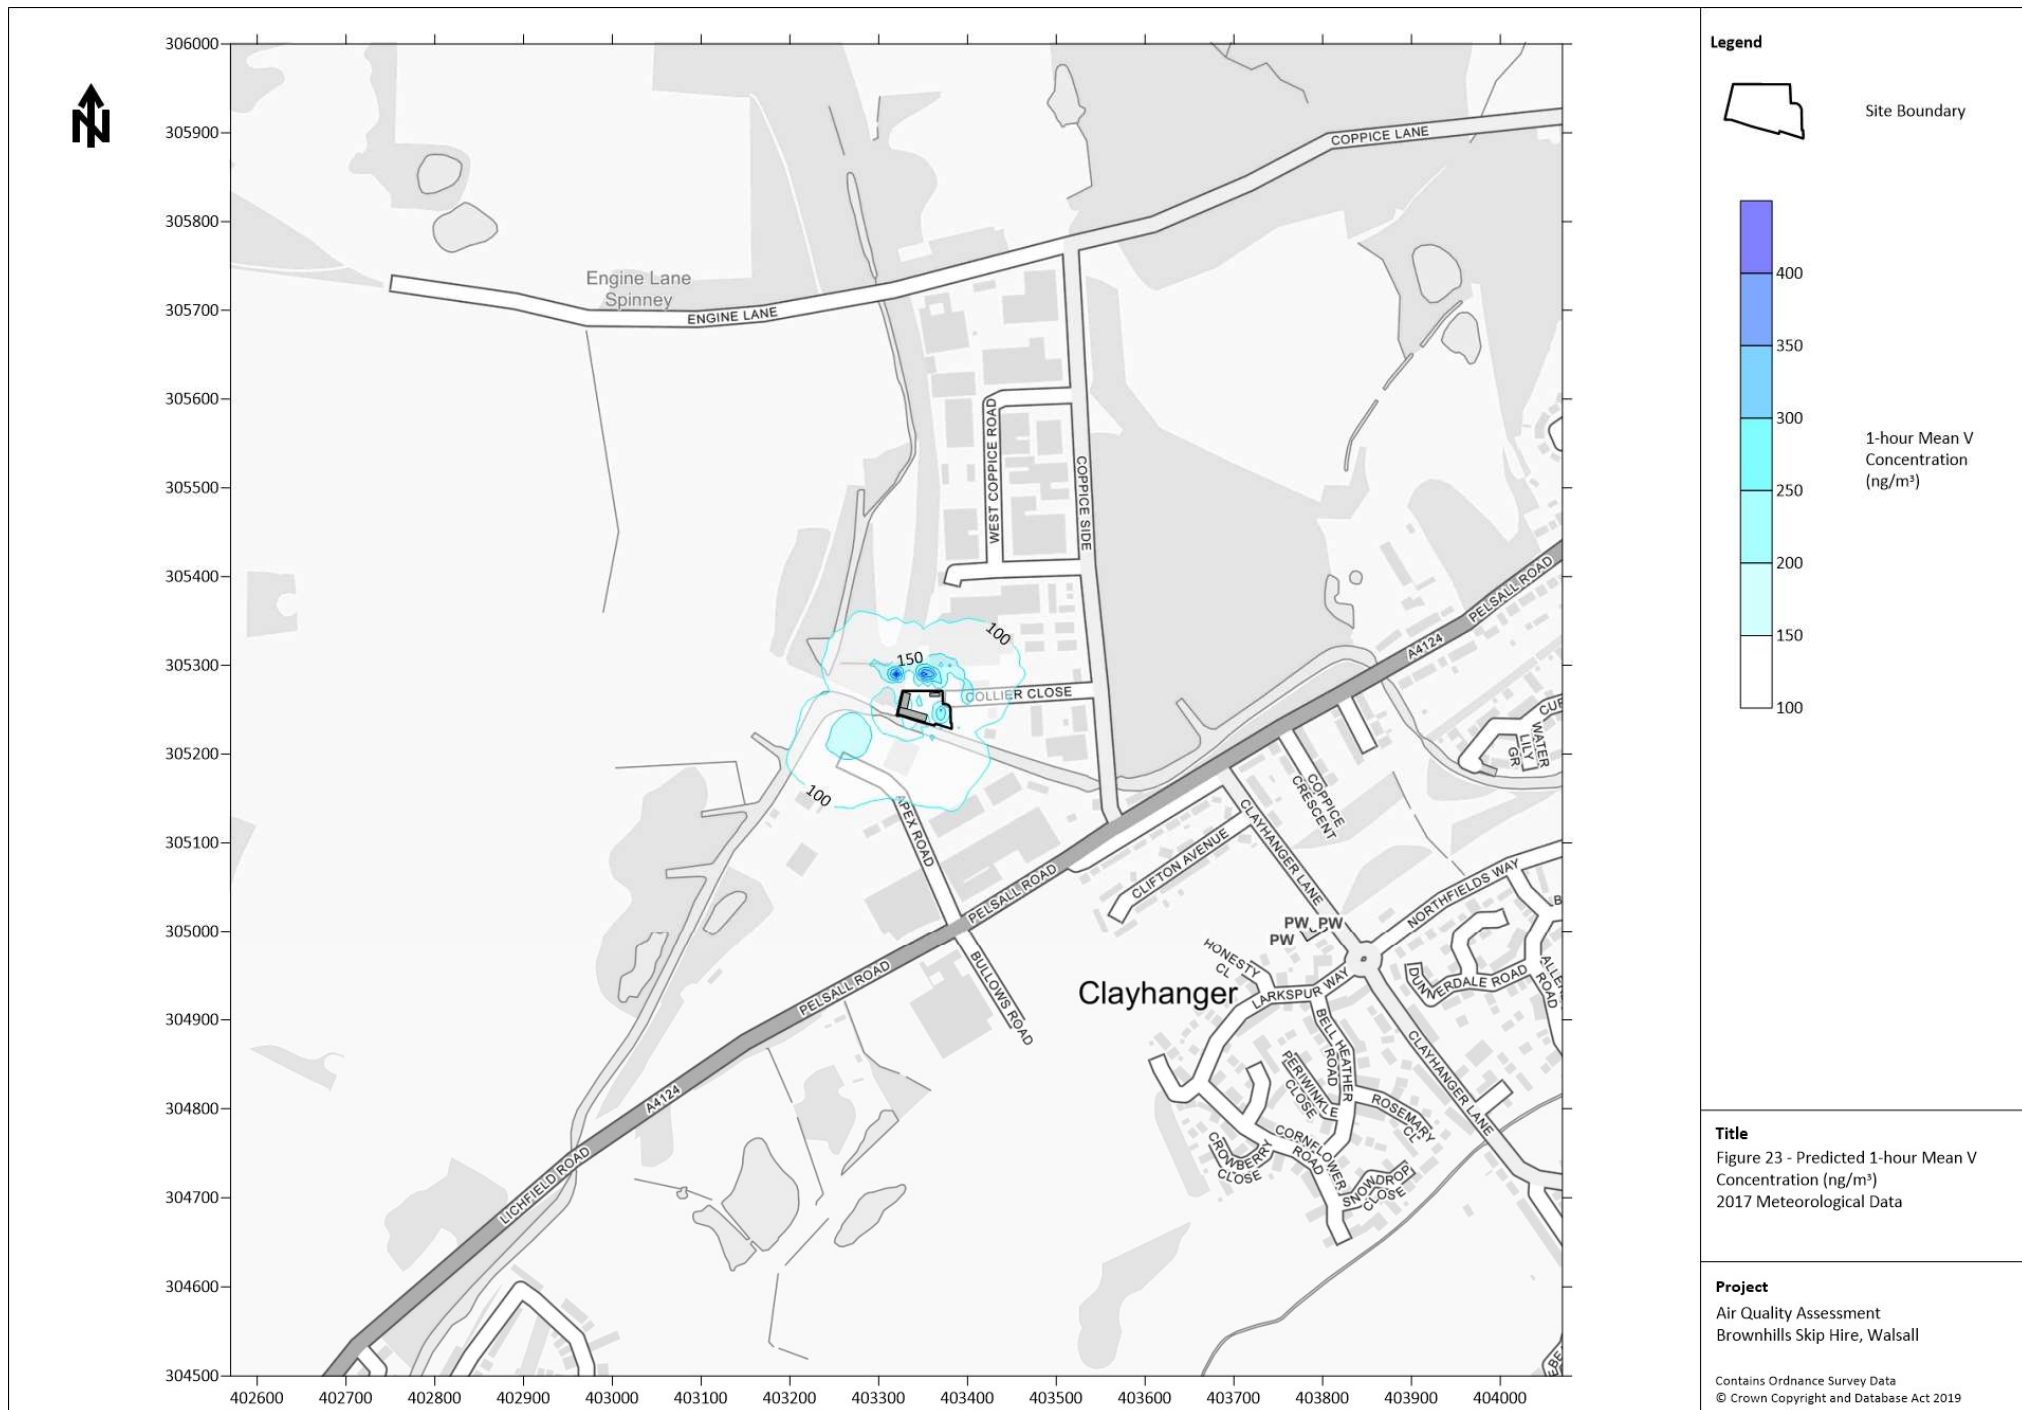 306000
305900
305800
305700
305600
305500
305400
305300
305200
305100
305000
304900
304800
304700
304600
304500
402600
402700
402800
402900
403000
403100
403200
403300
403400
403500
403600
403700
403800
403900
404000
N
COPPICE LANE
Engine Lane
Spinney
ENGINE LANE
WEST COPPICE ROAD
COPPICE SIDE
PELSALL ROAD
A4124
100
150
COLLIER CLOSE
100
APEX ROAD
CUR
WATER
LILY
GR
COPPICE
CRESCENT
CLAYHANGER LANE
CLIFTON AVENUE
PELSALL ROAD
NORTHFIELDS WAY
PW
PW
PW
HONESTY
CL
LARKSPUR WAY
DUNNERDALE ROAD
ROAD
Clayhanger
BULLOWS ROAD
PELSALL ROAD
BELL HEATHER
ROAD
PERIWINKLE
CLOSE
ROSEMARY
CL
CLAYHANGER LANE
CORNFLOWER
ROAD
CROWBERRY
CLOSE
SNOWDROP
CLOSE
A4124
LICHFIELD ROAD
Legend
Site Boundary
400
350
300
250
200
150
100
1-hour Mean V
Concentration
(ng/m³)
Title
Figure 23 - Predicted 1-hour Mean V
Concentration (ng/m³)
2017 Meteorological Data
Project
Air Quality Assessment
Brownhills Skip Hire, Walsall
Contains Ordnance Survey Data
© Crown Copyright and Database Act 2019